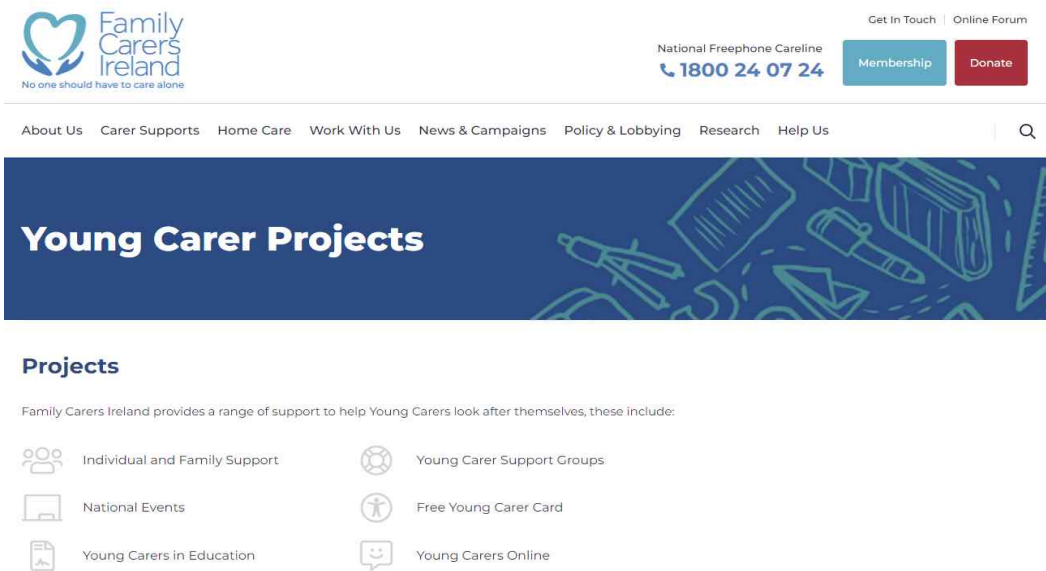 Family
Carers
Ireland
No one should have to care alone
Get In Touch
Online Forum
National Freephone Careline
1800 24 07 24
Membership
Donate
About Us
Carer Supports
Home Care
Work With Us
News & Campaigns
Policy & Lobbying
Research
Help Us
Young Carer Projects
Projects
Family Carers Ireland provides a range of support to help Young Carers look after themselves, these include:
Individual and Family Support
Young Carer Support Groups
National Events
Free Young Carer Card
Young Carers in Education
Young Carers Online